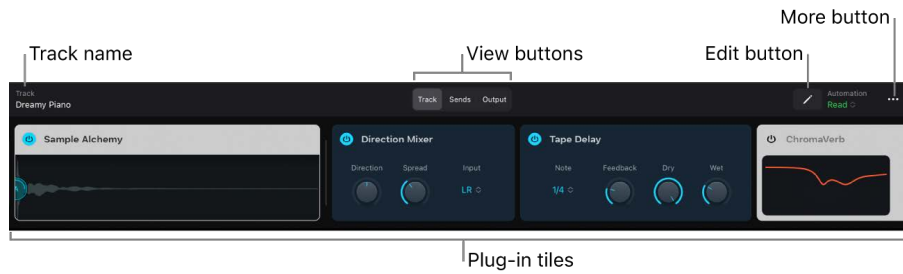 More button
Track name
View buttons
Edit button
Track
Dreamy Piano
Track Sends Output
Automation
Read
Sample Alchemy
Direction Mixer
Tape Delay
ChromaVerb
Direction Spread Input
LR
Note Feedback Dry Wet
1/4
Plug-in tiles